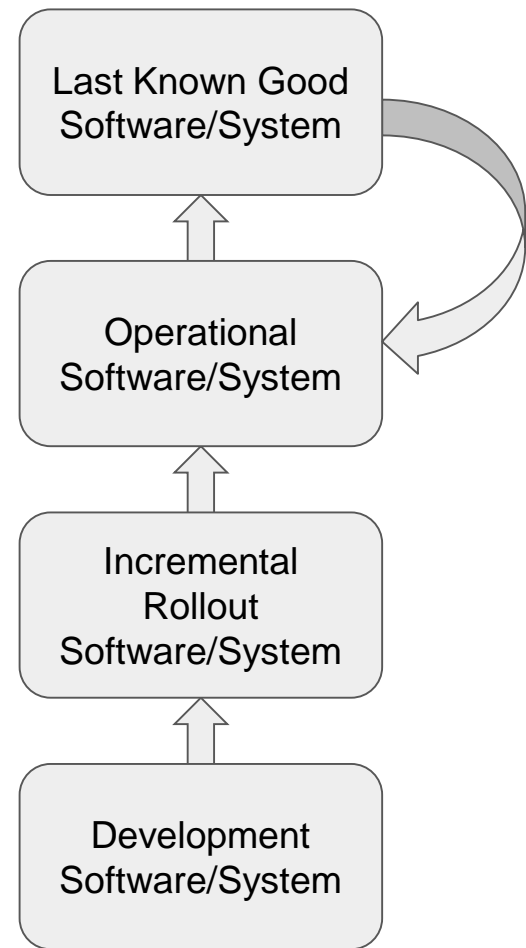 Last Known Good
Software/System
Operational
Software/System
Incremental
Rollout
Software/System
Development
Software/System